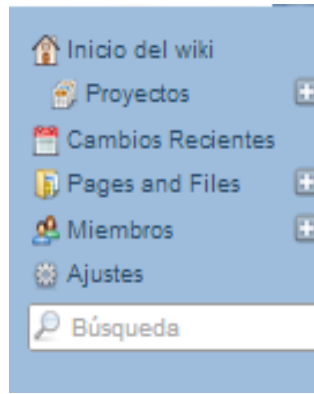 Inicio del wiki
Proyectos
Cambios Recientes
Pages and Files
Miembros
Ajustes
Búsqueda